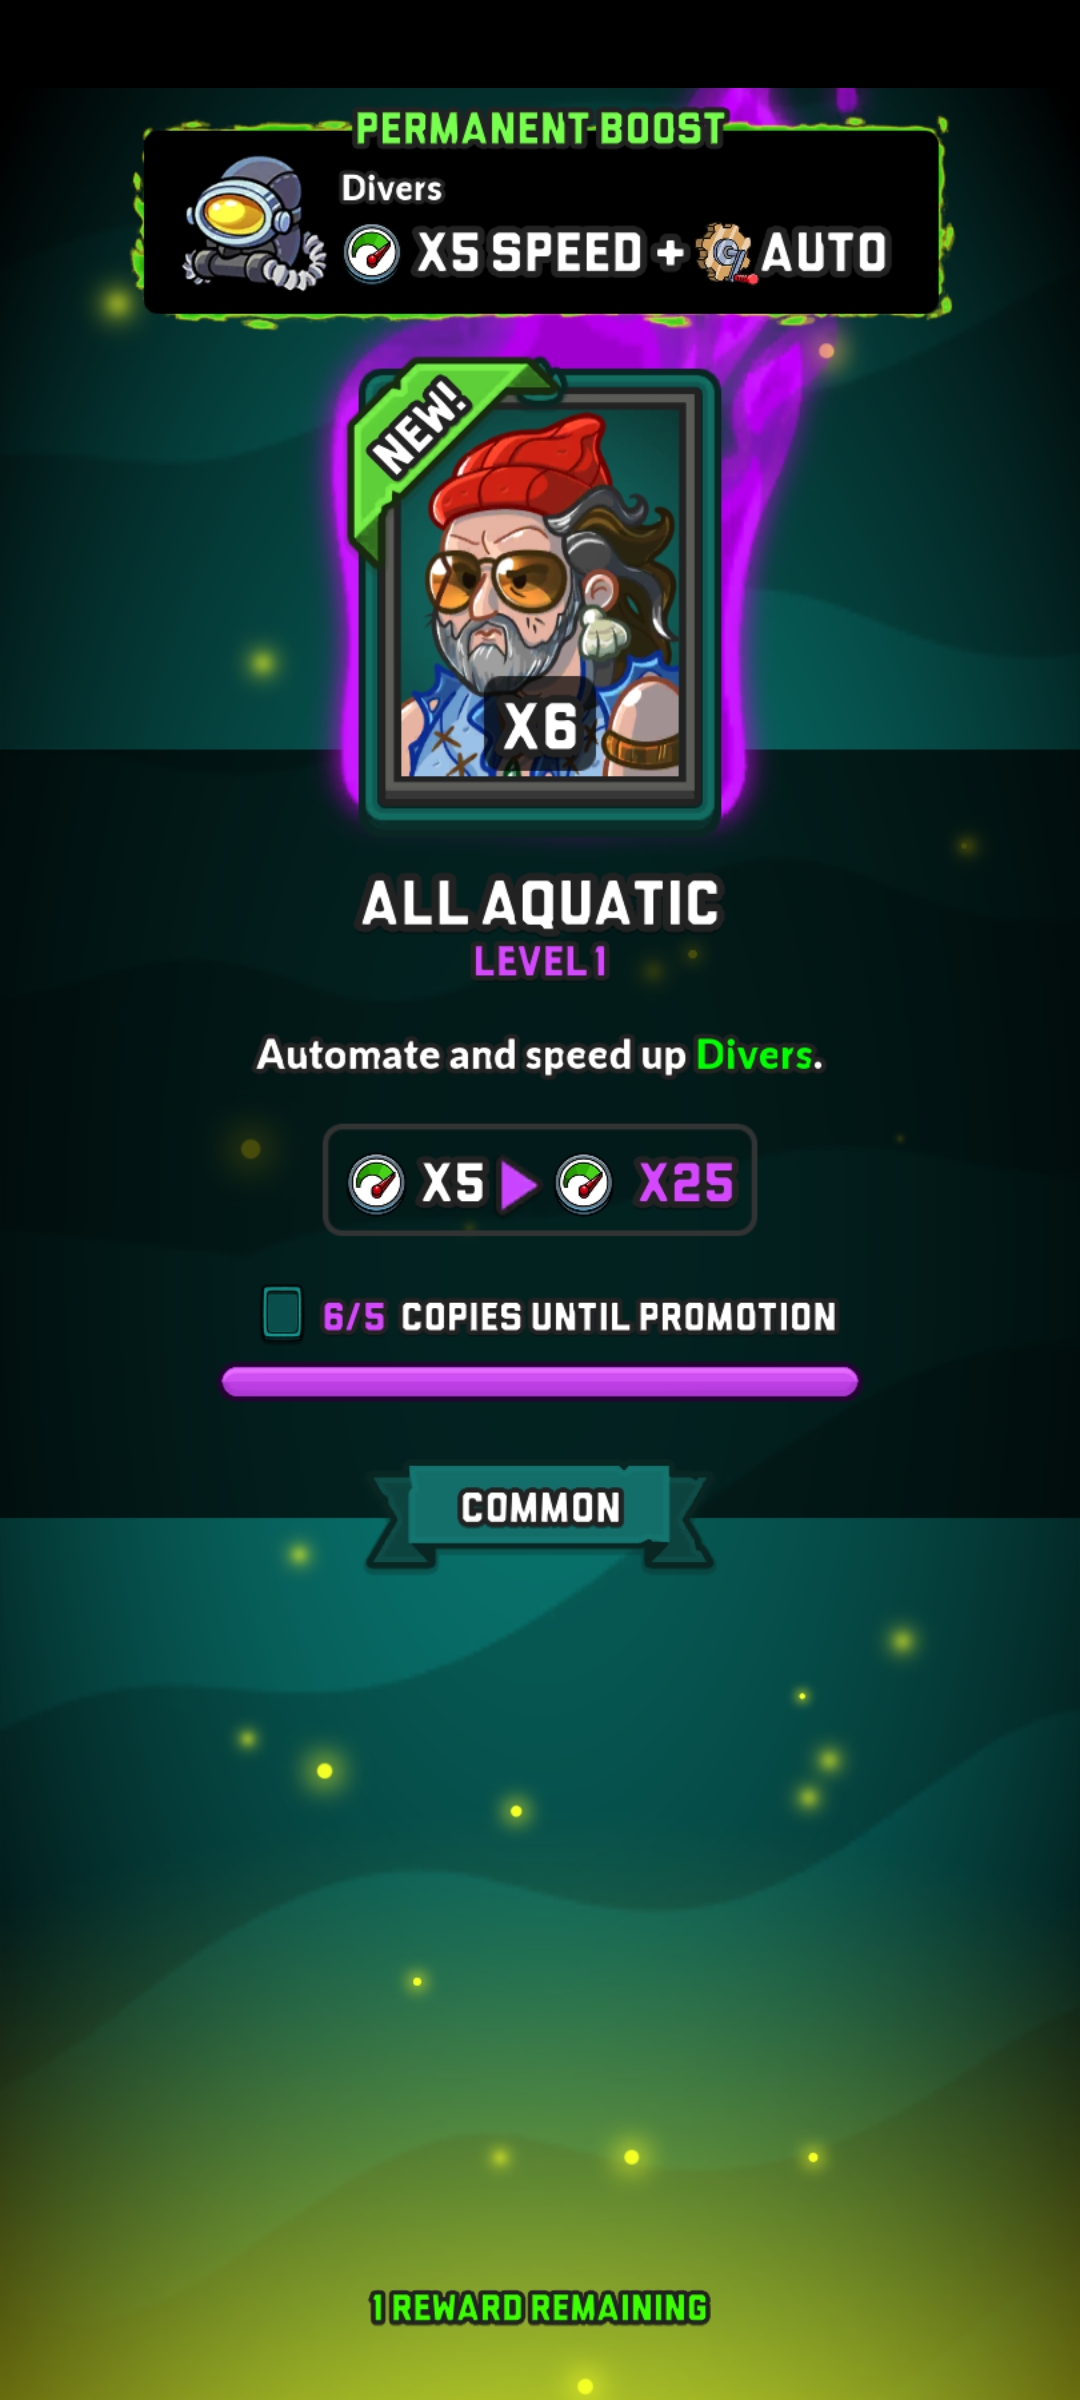 PERMANENT BOOST
Divers
X5 SPEED + AUTO
NEW!
X6
ALL AQUATIC
LEVEL 1
Automate and speed up Divers.
X5 X25
6/5 COPIES UNTIL PROMOTION
COMMON
1 REWARD REMAINING